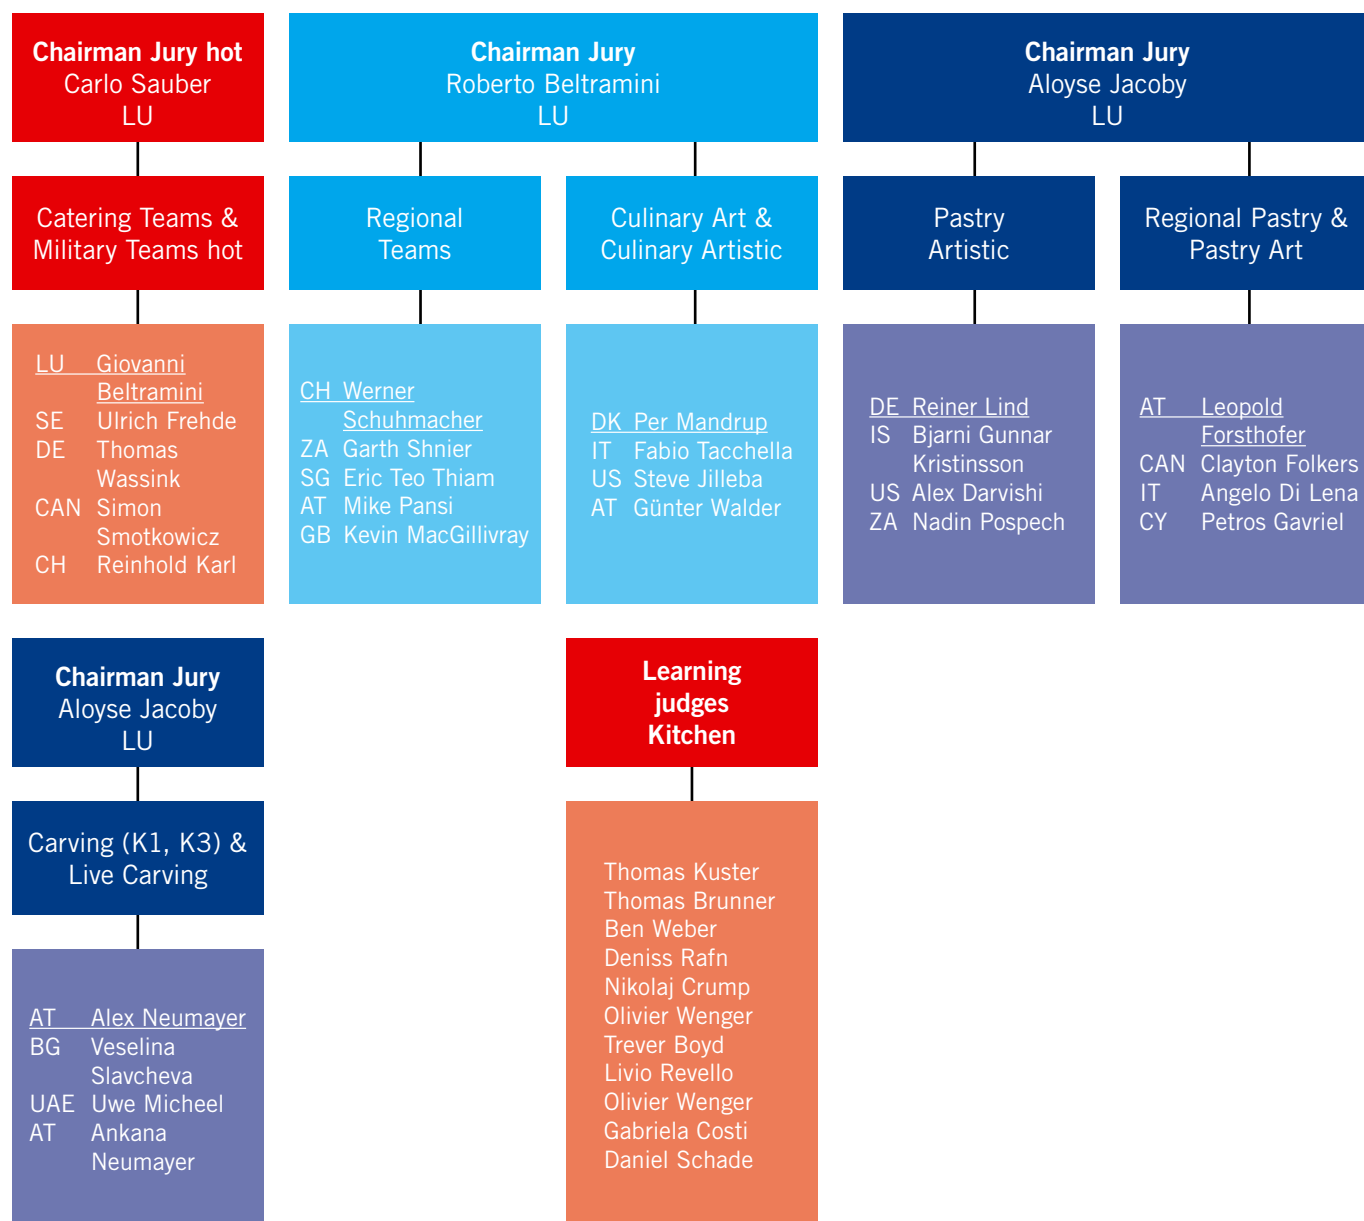 Chairman Jury hot
Carlo Sauber
LU
Chairman Jury
Roberto Beltramini
LU
Chairman Jury
Aloyse Jacoby
LU
Catering Teams &
Military Teams hot
Regional
Teams
Culinary Art &
Culinary Artistic
Pastry
Artistic
Regional Pastry &
Pastry Art
LU Giovanni
Beltramini
SE Ulrich Frehde
DE Thomas
Wassink
CAN Simon
Smotkowicz
CH Reinhold Karl
CH Werner
Schuhmacher
ZA Garth Shnier
SG Eric Teo Thiam
AT Mike Pansi
GB Kevin MacGillivray
DK Per Mandrup
IT Fabio Tacchella
US Steve Jilleba
AT Günter Walder
DE Reiner Lind
IS Bjarni Gunnar
Kristinsson
US Alex Darvishi
ZA Nadin Pospech
AT Leopold
Forsthofer
CAN Clayton Folkers
IT Angelo Di Lena
CY Petros Gavriel
Chairman Jury
Aloyse Jacoby
LU
Carving (K1, K3) &
Live Carving
AT Alex Neumayer
BG Veselina
Slavcheva
UAE Uwe Micheel
AT Ankana
Neumayer
Learning
judges
Kitchen
Thomas Kuster
Thomas Brunner
Ben Weber
Deniss Rafn
Nikolaj Crump
Olivier Wenger
Trever Boyd
Livio Revello
Olivier Wenger
Gabriela Costi
Daniel Schade